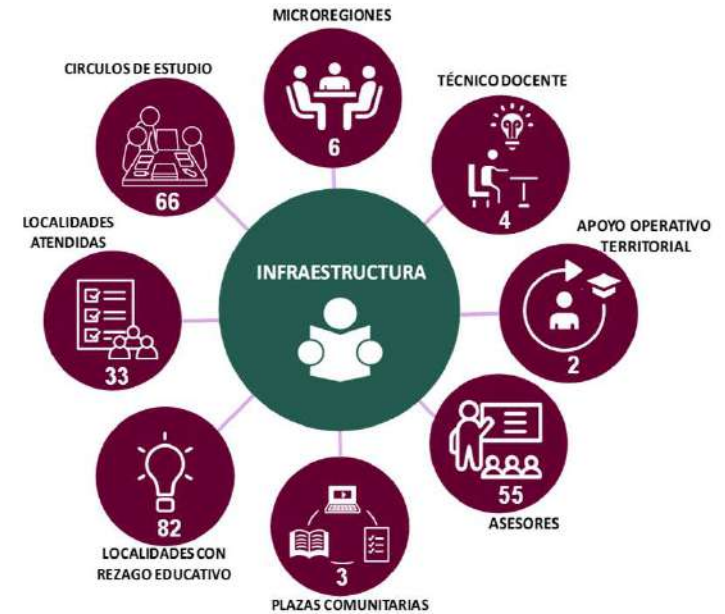 MICROREGIONES
6
TÉCNICO DOCENTE
4
APOYO OPERATIVO
TERRITORIAL
2
55
ASESORES
3
PLAZAS COMUNITARIAS
82
LOCALIDADES CON
REZAGO EDUCATIVO
LOCALIDADES
ATENDIDAS
33
CIRCULOS DE ESTUDIO
66
INFRAESTRUCTURA